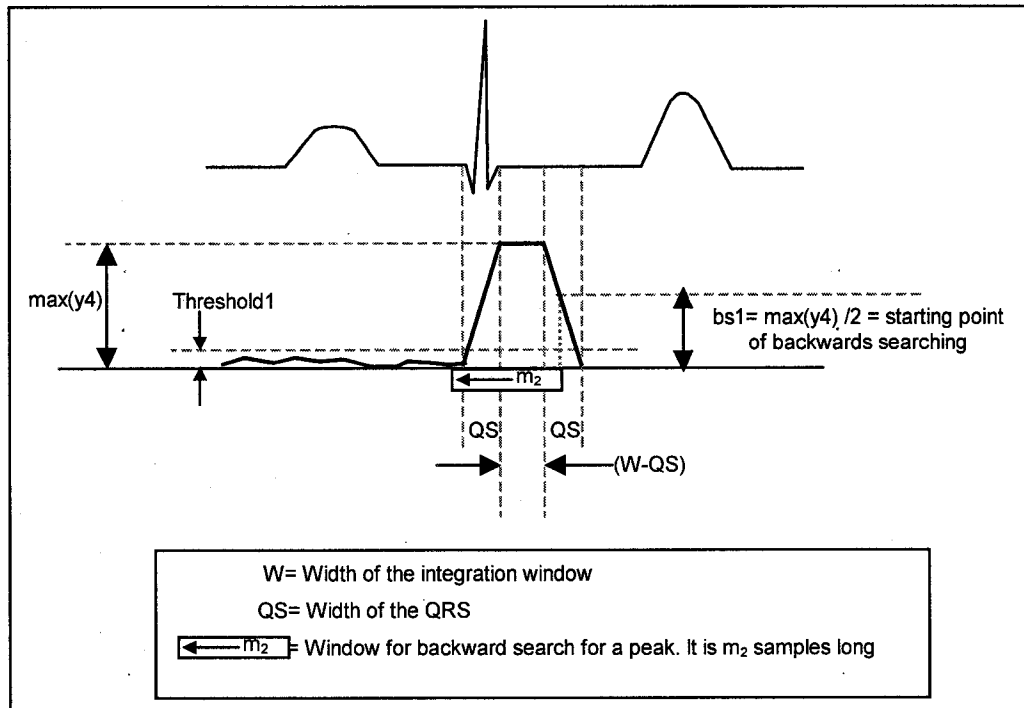 max(y4)
Threshold1
bs1= max(y4) /2 = starting point
of backwards searching
m₂
QS
QS
(W-QS)
W= Width of the integration window
QS= Width of the QRS
m₂ = Window for backward search for a peak. It is m₂ samples long